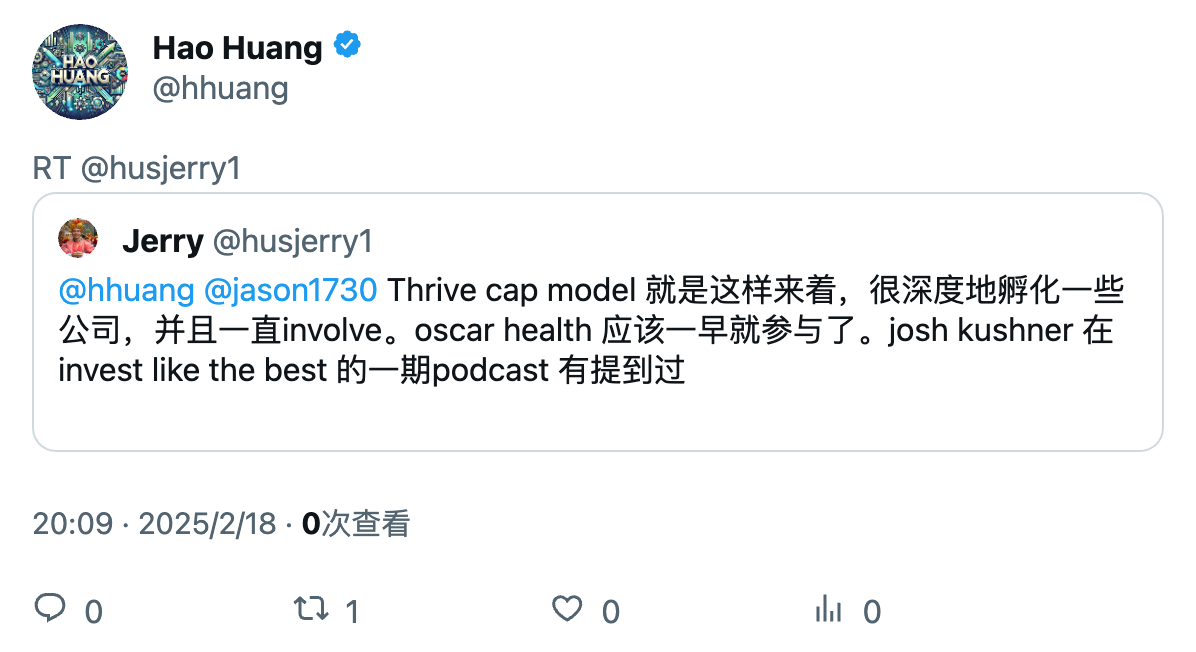 HAO
HUANG
Hao Huang
@hhuang
RT @husjerry1
Jerry @husjerry1
@hhuang @jason1730 Thrive cap model 就是这样来着，很深度地孵化一些
公司，并且一直involve。oscar health 应该一早就参与了。josh kushner 在
invest like the best 的一期podcast 有提到过
20:09 · 2025/2/18 · 0次查看
0 1 0 0